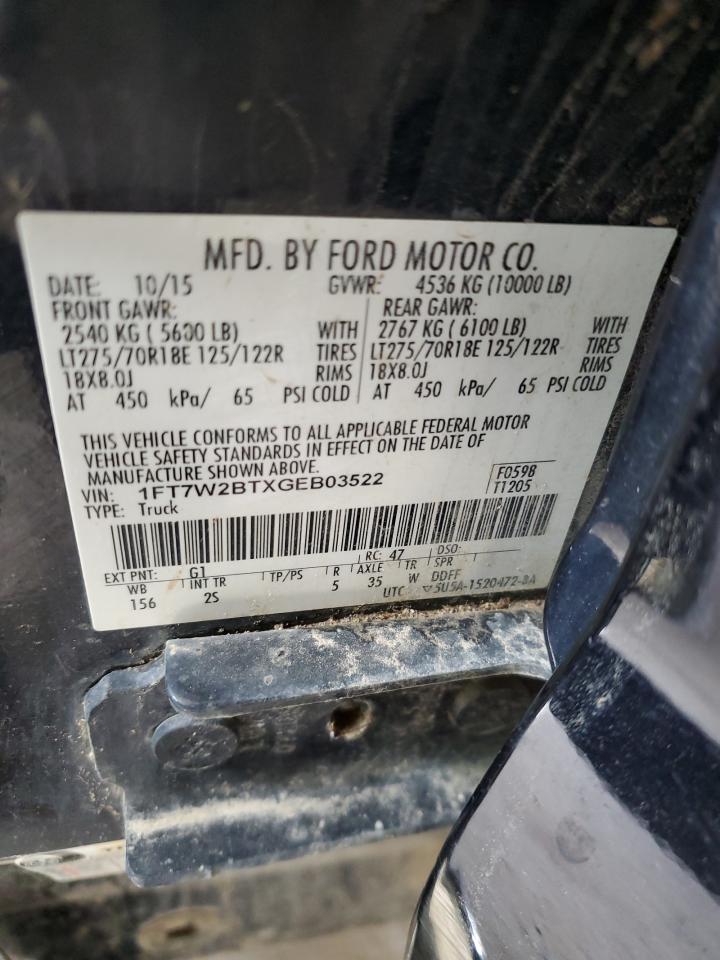 MFD. BY FORD MOTOR CO.
DATE: 10/15 GVWR: 4536 KG (10000 LB)
FRONT GAWR: REAR GAWR:
2540 KG ( 5600 LB) WITH 2767 KG ( 6100 LB) WITH
LT275/70R18E 125/122R TIRES LT275/70R18E 125/122R TIRES
18X8.0J RIMS 18X8.0J RIMS
AT 450 kPa/ 65 PSI COLD AT 450 kPa/ 65 PSI COLD
THIS VEHICLE CONFORMS TO ALL APPLICABLE FEDERAL MOTOR
VEHICLE SAFETY STANDARDS IN EFFECT ON THE DATE OF
MANUFACTURE SHOWN ABOVE.
VIN: 1FT7W2BTXGEB03522 F0598
TYPE: Truck T1205
EXT PNT: G1 RC: 47 DSO:
WB INT TR TP/PS R AXLE TR SPR
156 2S 5 35 W DDFF
UTC ▽5U5A-1520472-BA